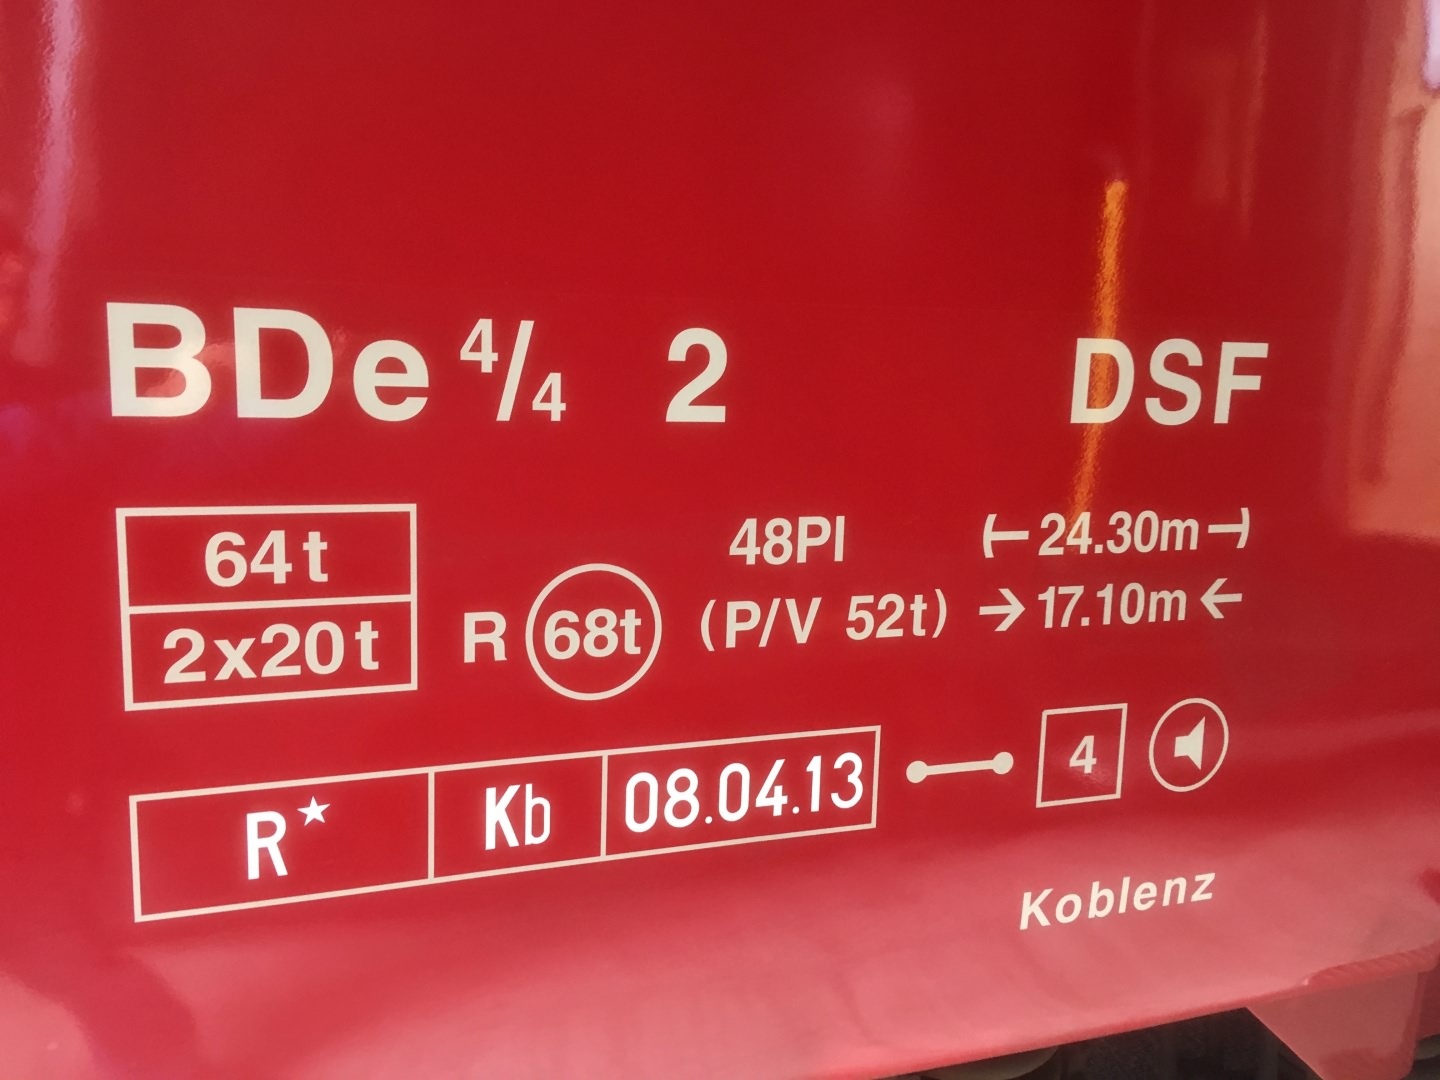 BDe 4/4 2 DSF
64t
2x20t
R 68t
48Pl
(P/V 52t)
24.30m
→17.10m←
R* Kb 08.04.13 4
Koblenz